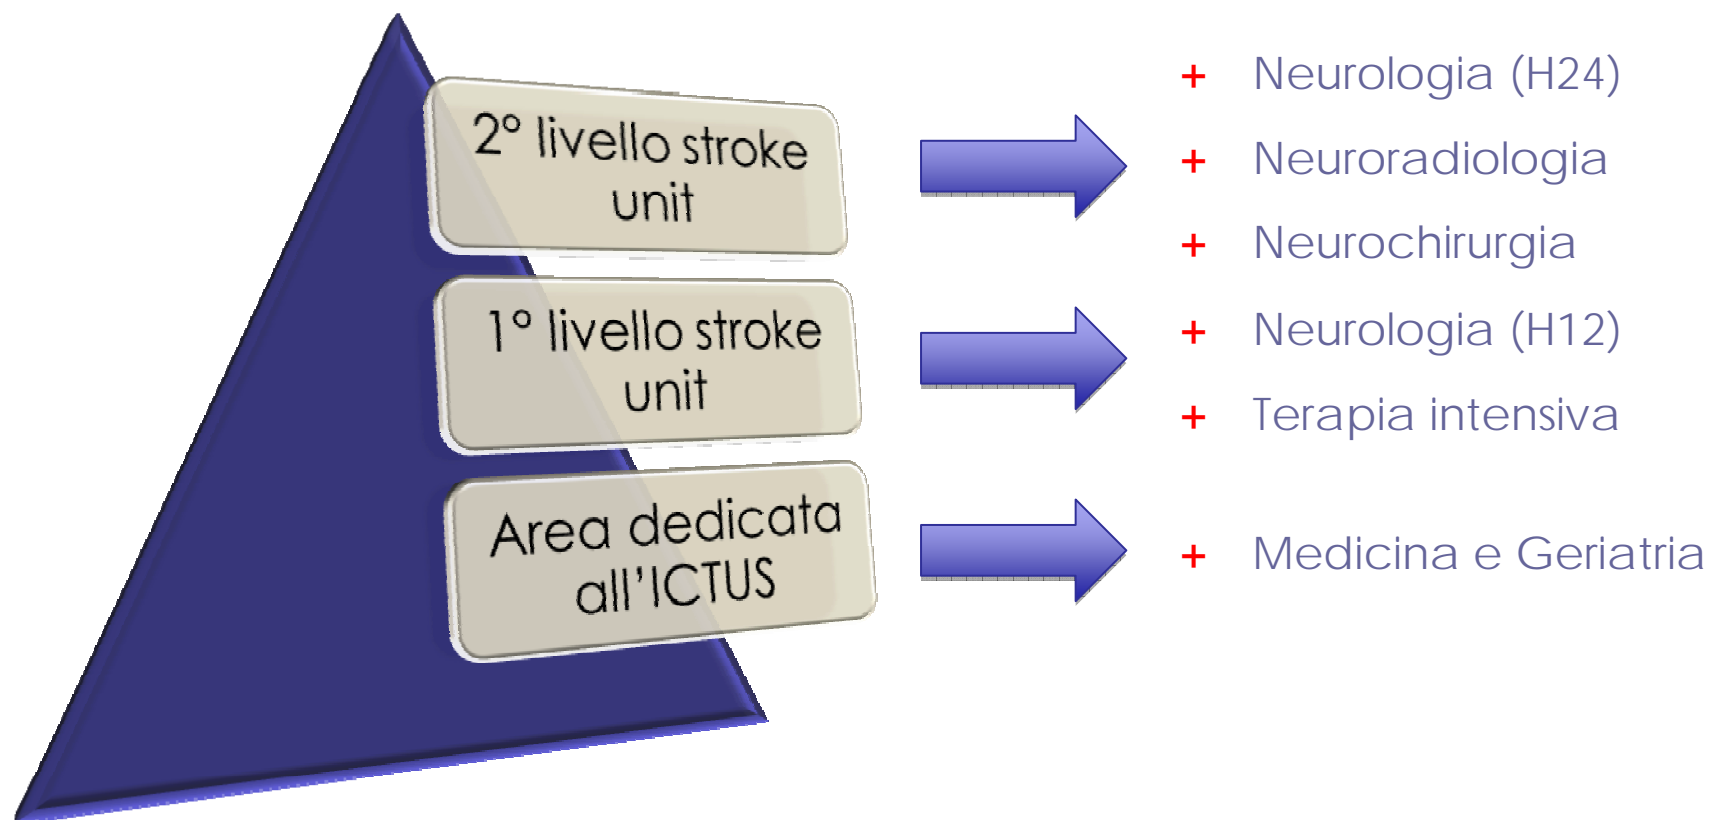 2° livello stroke
unit
+ Neurologia (H24)
+ Neuroradiologia
+ Neurochirurgia
1° livello stroke
unit
+ Neurologia (H12)
+ Terapia intensiva
Area dedicata
all’ICTUS
+ Medicina e Geriatria